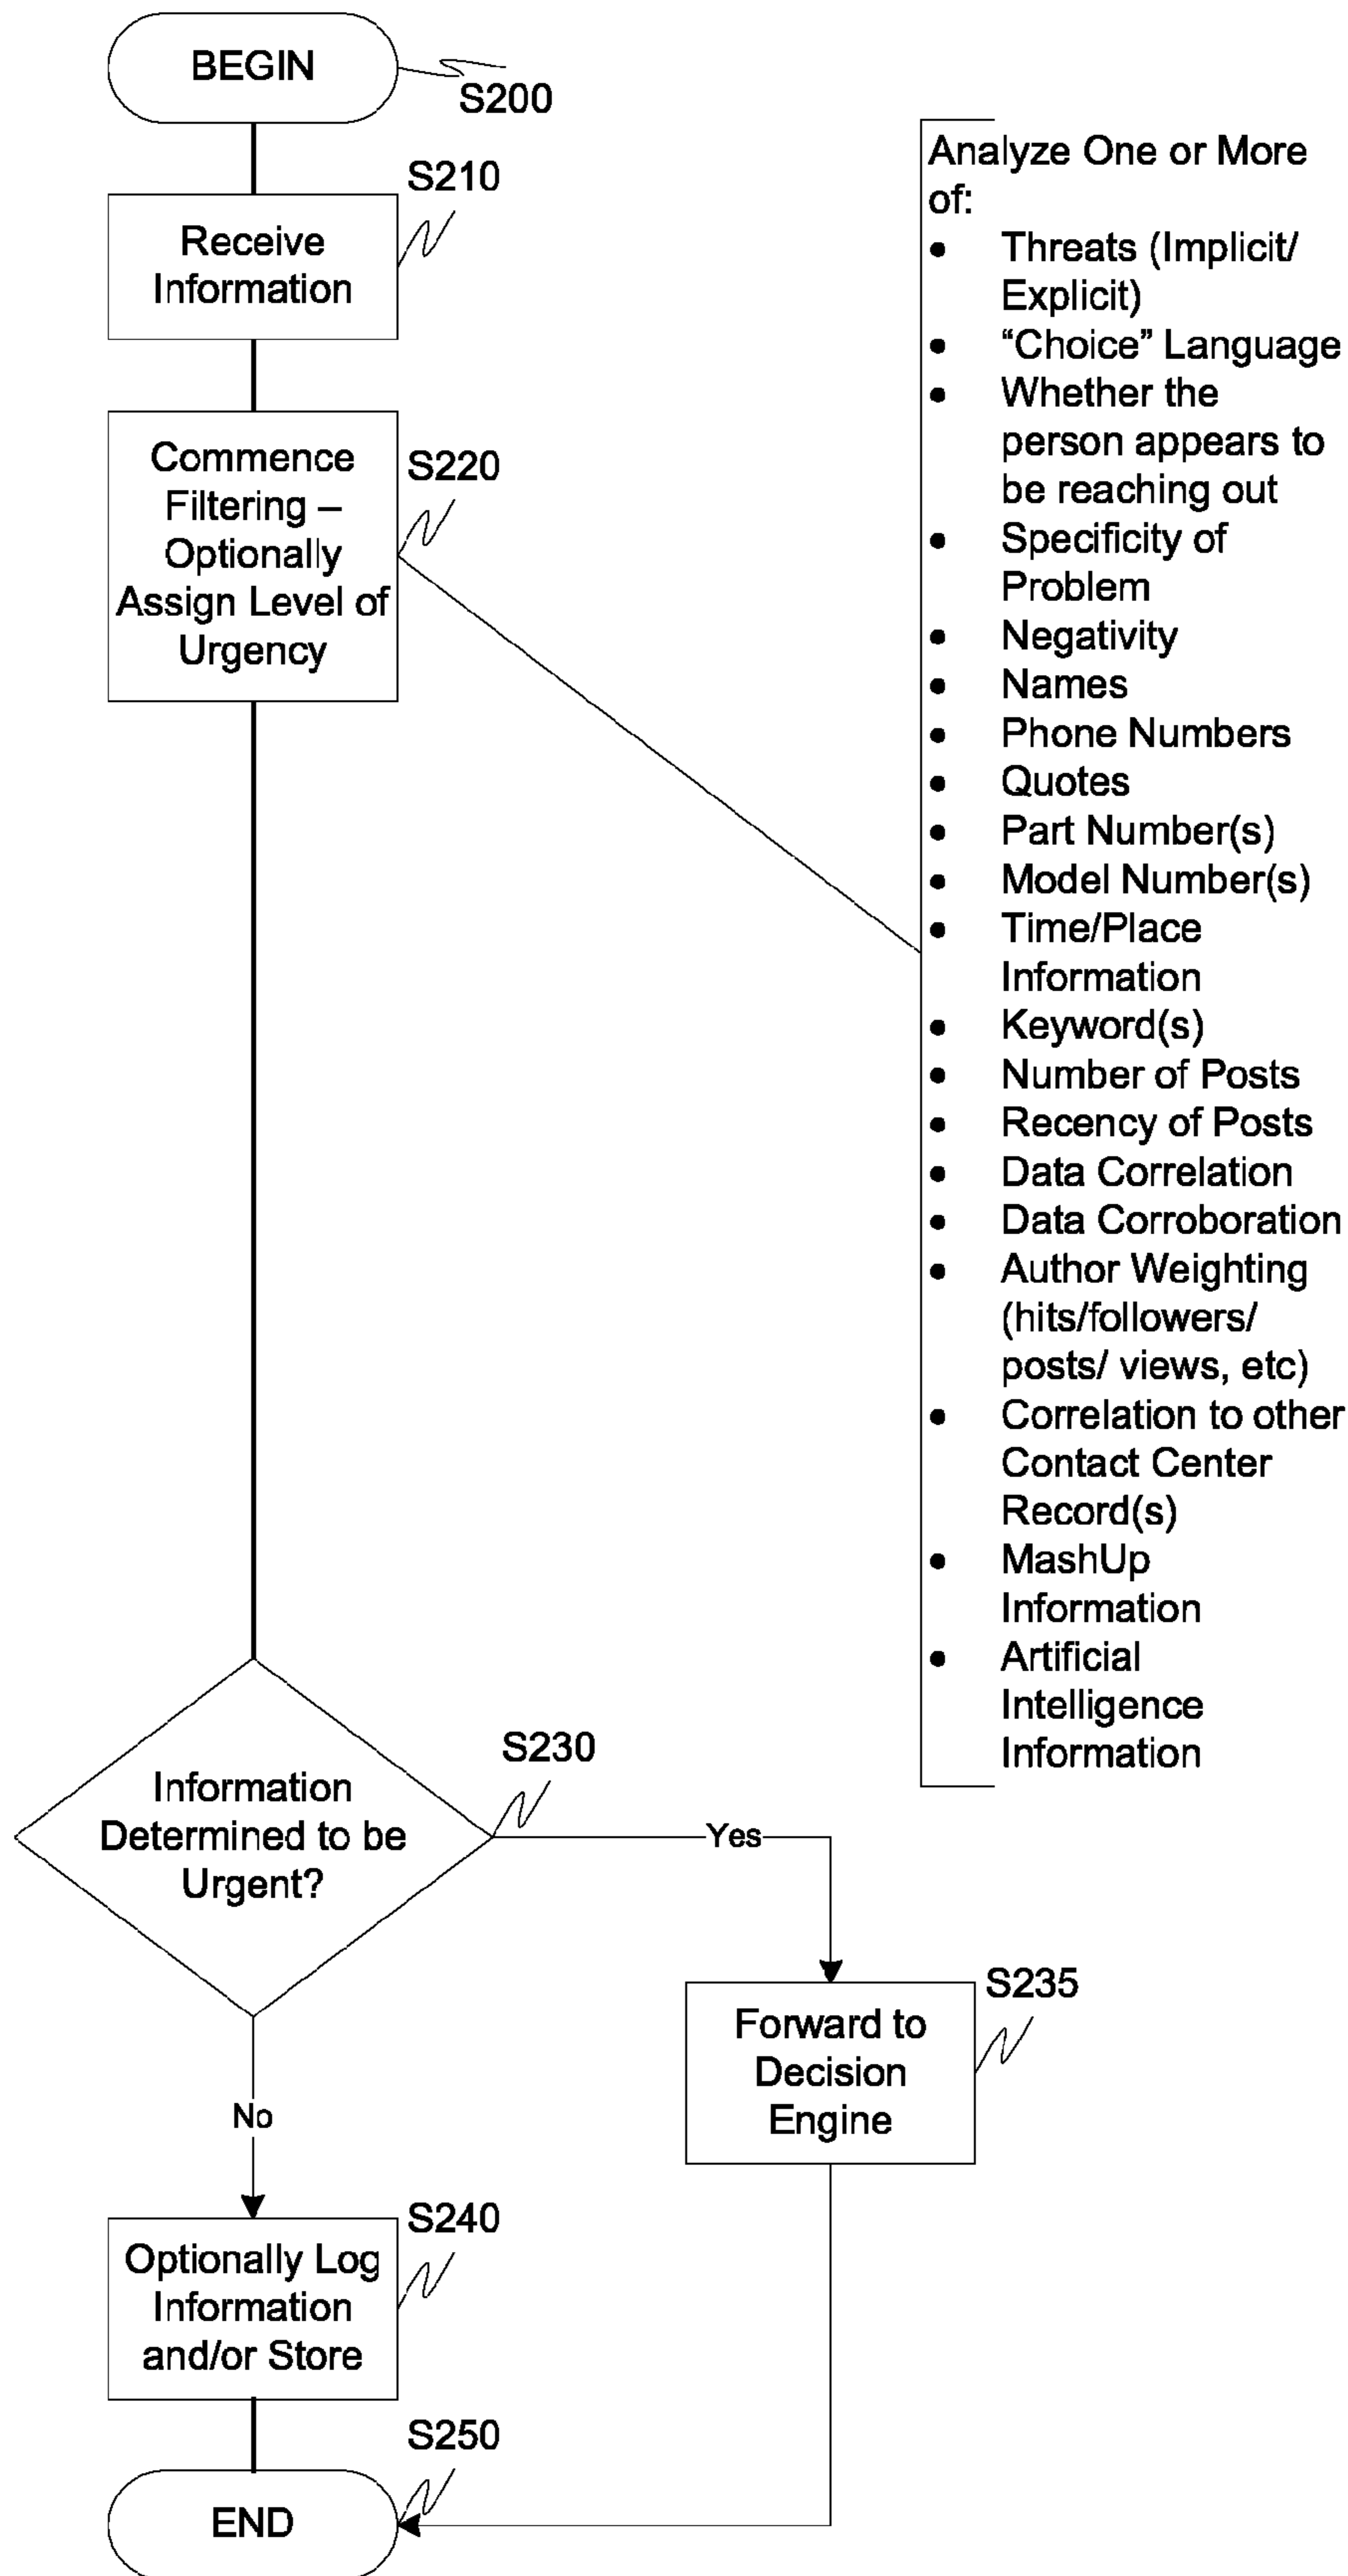 BEGIN
S200
S210
Receive
Information
S220
Commence
Filtering –
Optionally
Assign Level of
Urgency
Analyze One or More
of:
• Threats (Implicit/
Explicit)
• “Choice” Language
• Whether the
person appears to
be reaching out
• Specificity of
Problem
• Negativity
• Names
• Phone Numbers
• Quotes
• Part Number(s)
• Model Number(s)
• Time/Place
Information
• Keyword(s)
• Number of Posts
• Recency of Posts
• Data Correlation
• Data Corroboration
• Author Weighting
(hits/followers/
posts/ views, etc)
• Correlation to other
Contact Center
Record(s)
• MashUp
Information
• Artificial
Intelligence
Information
S230
Information
Determined to be
Urgent?
Yes
S235
Forward to
Decision
Engine
No
S240
Optionally Log
Information
and/or Store
S250
END